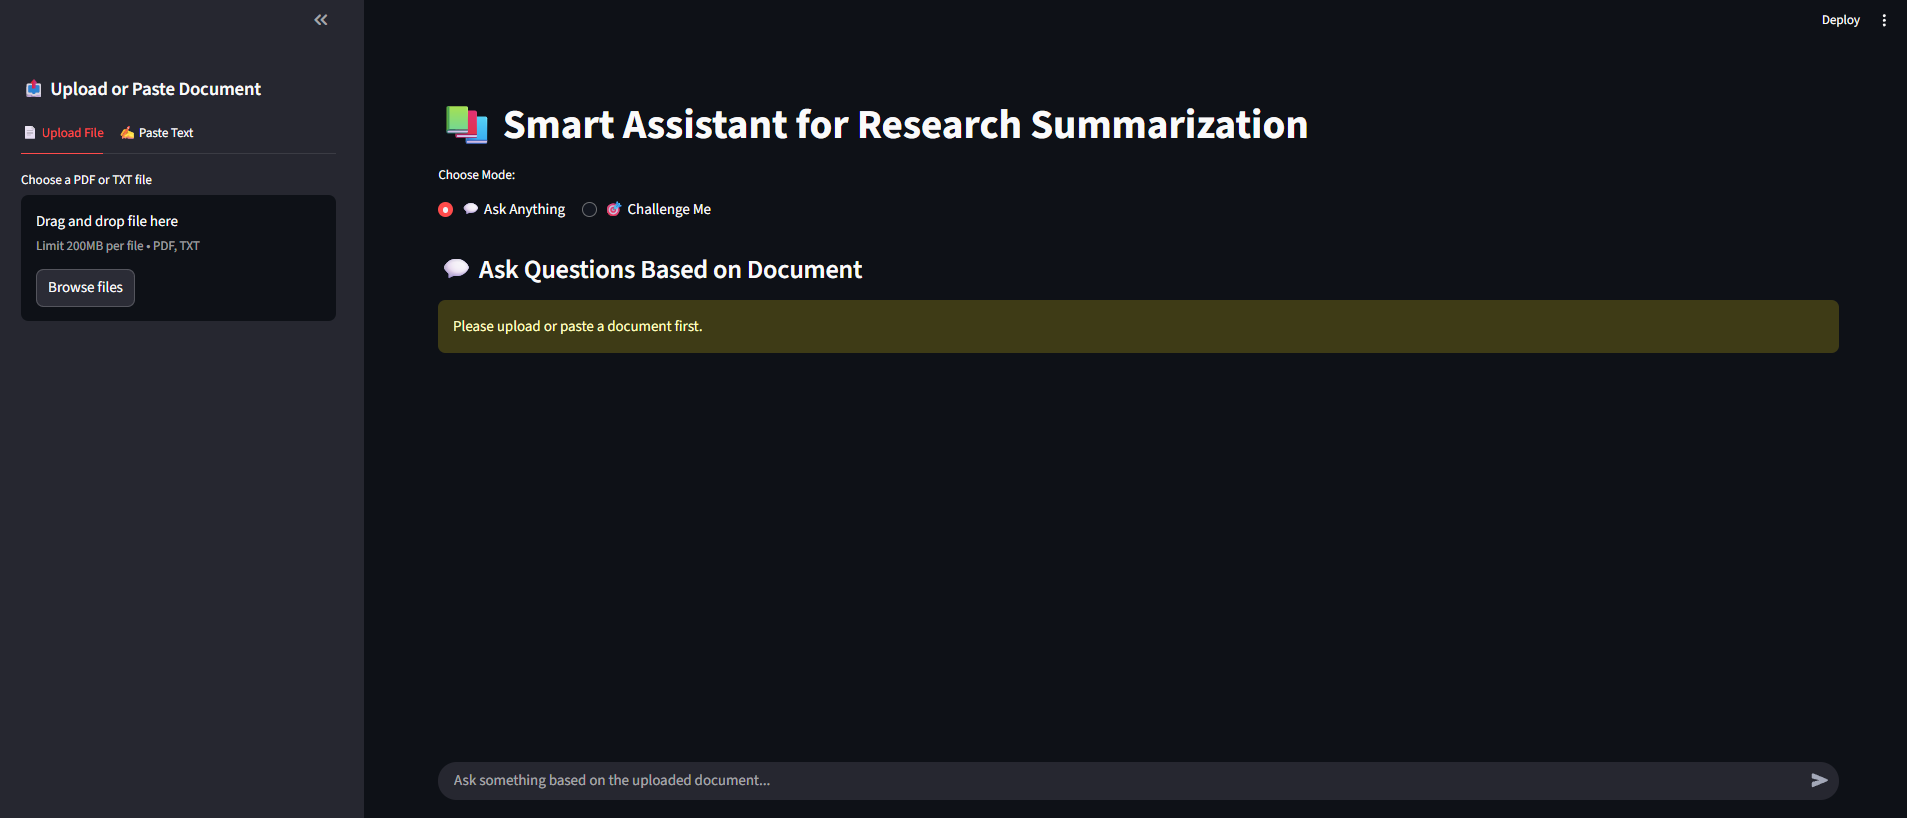 Deploy
Upload or Paste Document
Upload File
Paste Text
Choose a PDF or TXT file
Drag and drop file here
Limit 200MB per file • PDF, TXT
Browse files
Smart Assistant for Research Summarization
Choose Mode:
Ask Anything
Challenge Me
Ask Questions Based on Document
Please upload or paste a document first.
Ask something based on the uploaded document...